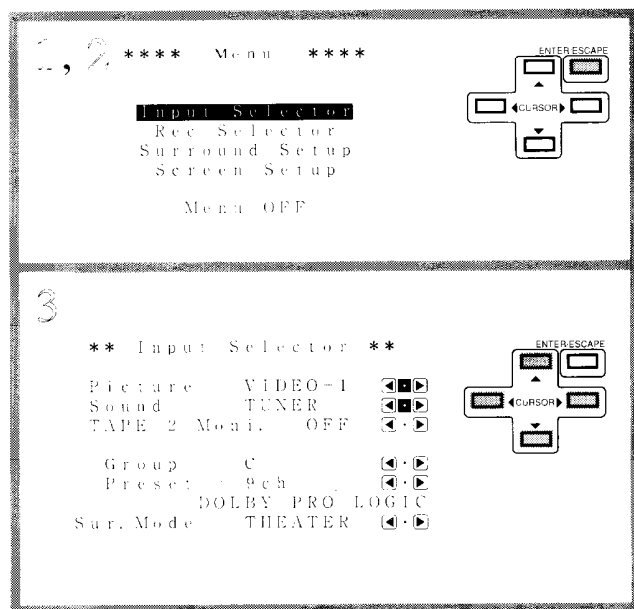 1, 2
**** Menu ****
ENTER/ESCAPE
Input Selector
Rec Selector
Surround Setup
Screen Setup
Menu OFF
◀CURSOR▶
3
** Input Selector **
ENTER/ESCAPE
Picture VIDEO-1 ◀·▶
Sound TUNER ◀·▶
TAPE 2 Moni. OFF ◀·▶
◀CURSOR▶
Group C ◀·▶
Preset 9ch ◀·▶
DOLBY PRO LOGIC
Sur. Mode THEATER ◀·▶